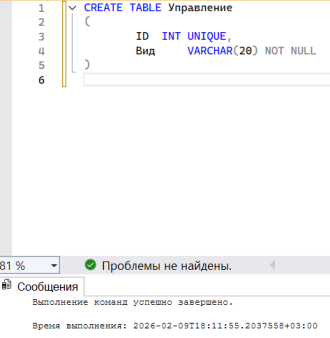 1 CREATE TABLE Управление
2 (
3 ID INT UNIQUE,
4 Вид VARCHAR(20) NOT NULL
5 )
6
81 % Проблемы не найдены.
Сообщения
Выполнение команд успешно завершено.
Время выполнения: 2026-02-09T18:11:55.2037558+03:00